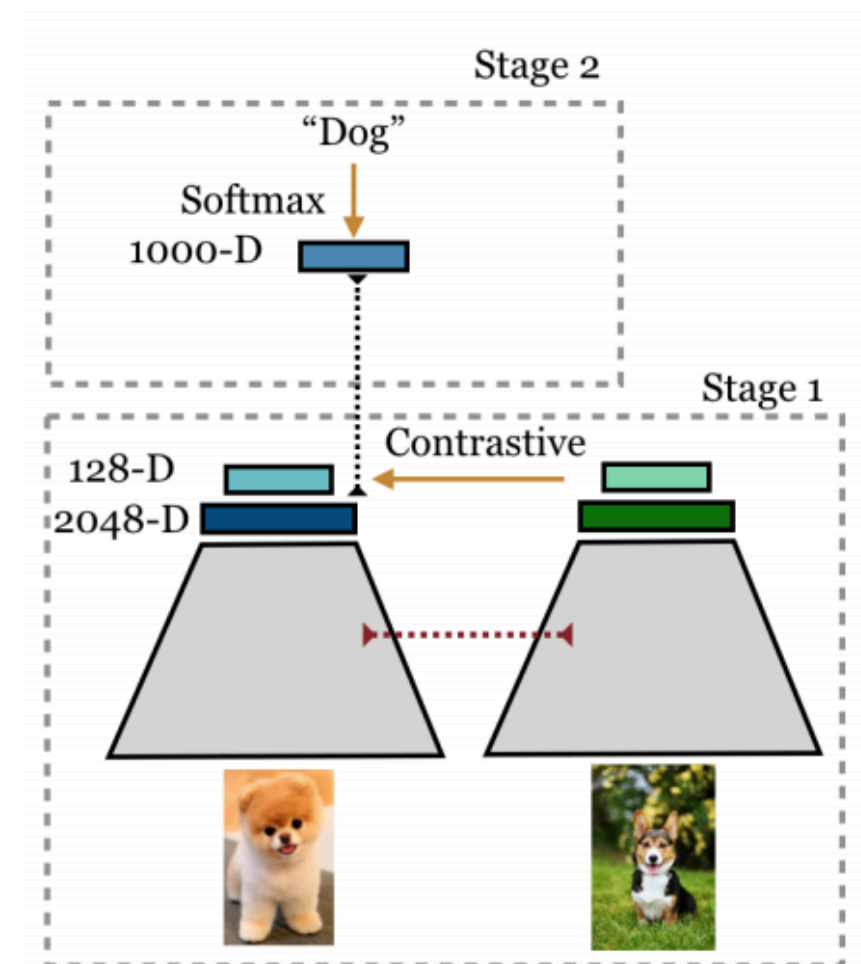 Stage 2
“Dog”
Softmax
1000-D
Stage 1
Contrastive
128-D
2048-D